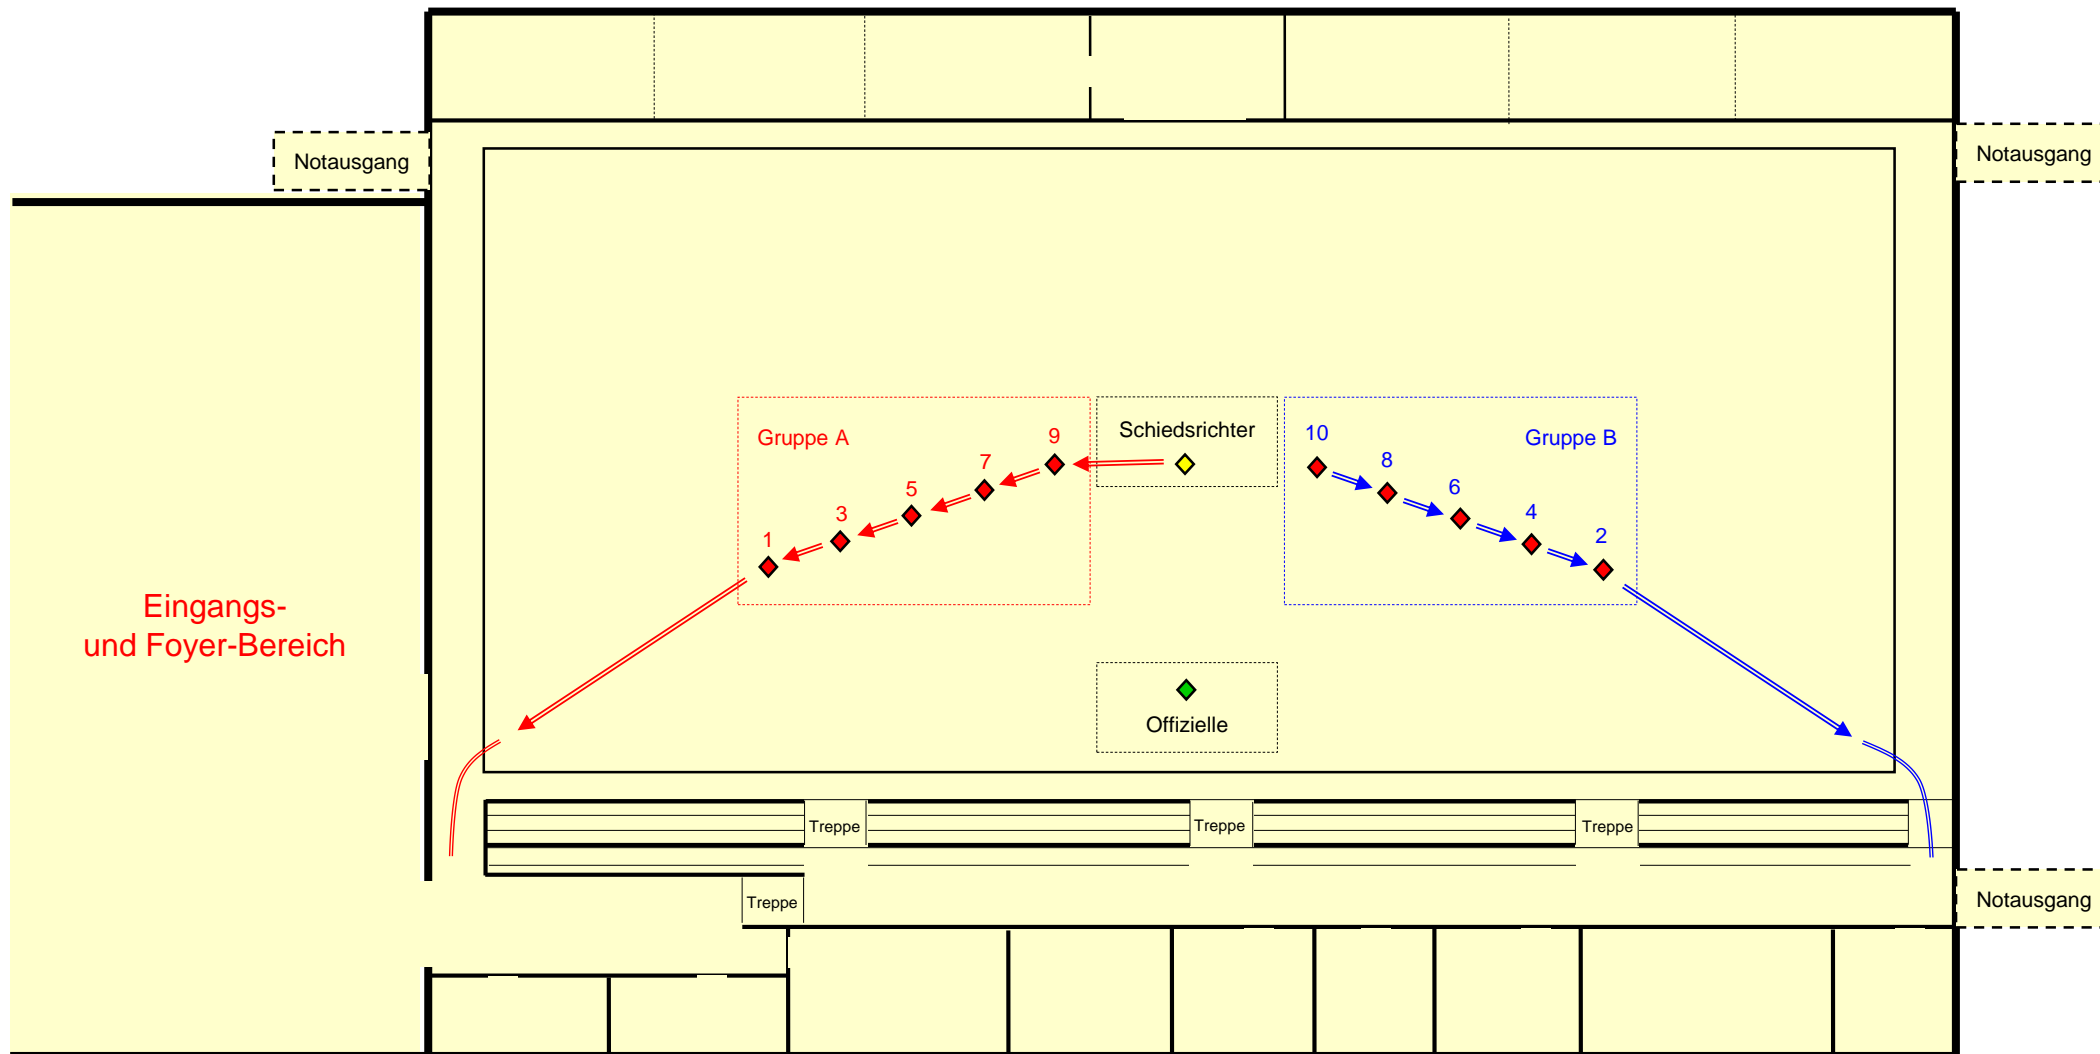 Notausgang
Notausgang
Schiedsrichter
Gruppe A
9
7
5
3
1
10
Gruppe B
8
6
4
2
Eingangs-
und Foyer-Bereich
Offizielle
Treppe
Treppe
Treppe
Treppe
Notausgang